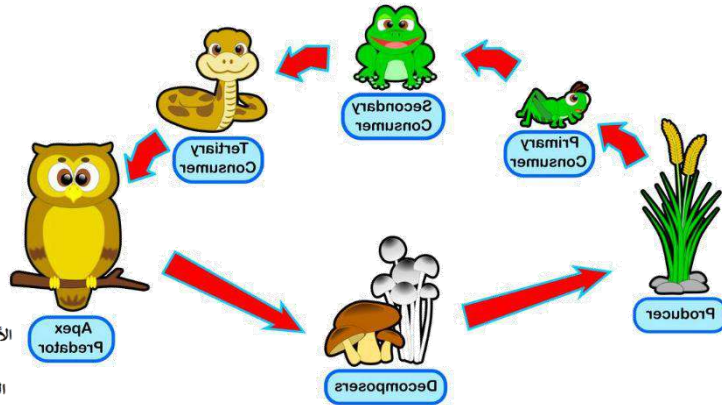 Secondary
Consumer
Tertiary
Consumer
Primary
Consumer
Producer
Apex
Predator
Decomposers